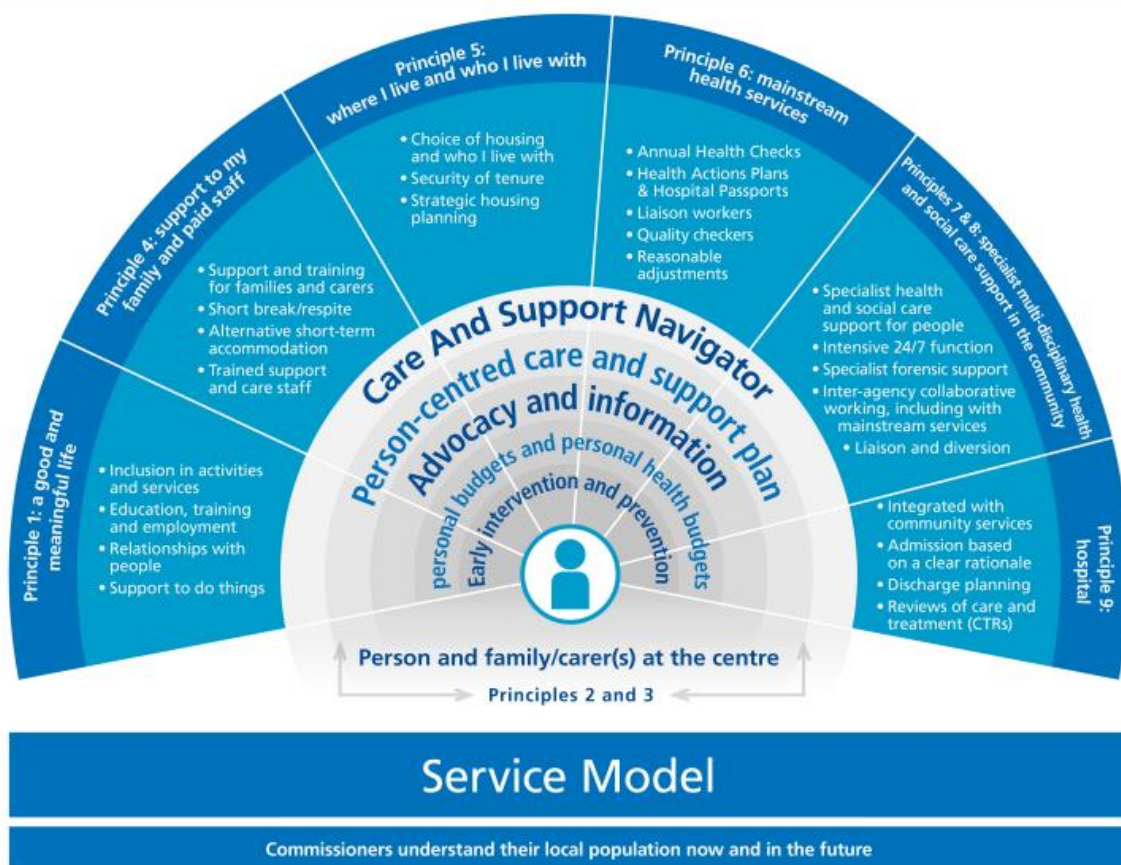 Principle 1: a good and
meaningful life
• Inclusion in activities
and services
• Education, training
and employment
• Relationships with
people
• Support to do things
Principle 4: support to my
family and paid staff
• Support and training
for families and carers
• Short break/respite
• Alternative short-term
accommodation
• Trained support
and care staff
Principle 5:
where I live and who I live with
• Choice of housing
and who I live with
• Security of tenure
• Strategic housing
planning
Principle 6: mainstream
health services
• Annual Health Checks
• Health Actions Plans
& Hospital Passports
• Liaison workers
• Quality checkers
• Reasonable
adjustments
Principles 7 & 8: specialist multi-disciplinary health
and social care support in the community
• Specialist health
and social care
support for people
• Intensive 24/7 function
• Specialist forensic support
• Inter-agency collaborative
working, including with
mainstream services
• Liaison and diversion
Principle 9:
hospital
• Integrated with
community services
• Admission based
on a clear rationale
• Discharge planning
• Reviews of care and
treatment (CTRs)
Care And Support Navigator
Person-centred care and support plan
Advocacy and information
personal budgets and personal health budgets
Early intervention and prevention
Person and family/carer(s) at the centre
Principles 2 and 3
Service Model
Commissioners understand their local population now and in the future